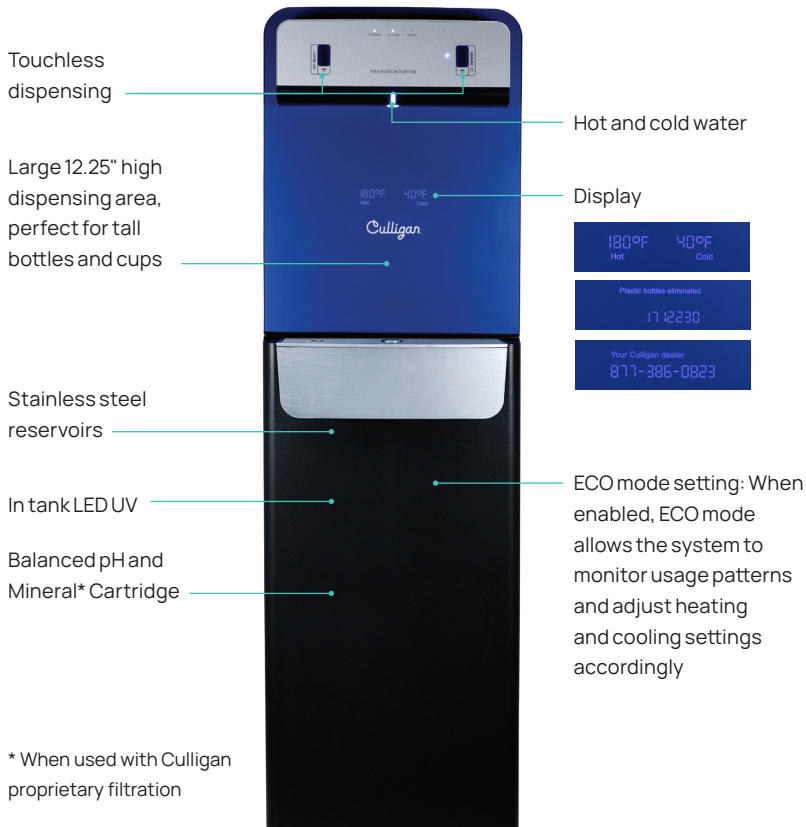 TOUCHLESS ACTIVATION
Touchless
dispensing
Hot and cold water
Large 12.25" high
dispensing area,
perfect for tall
bottles and cups
180°F 40°F
Hot Cold
Culligan
Display
180°F 40°F
Hot Cold
Plastic bottles eliminated
1712230
Your Culligan dealer
877-386-0823
Stainless steel
reservoirs
In tank LED UV
Balanced pH and
Mineral* Cartridge
ECO mode setting: When
enabled, ECO mode
allows the system to
monitor usage patterns
and adjust heating
and cooling settings
accordingly
* When used with Culligan
proprietary filtration